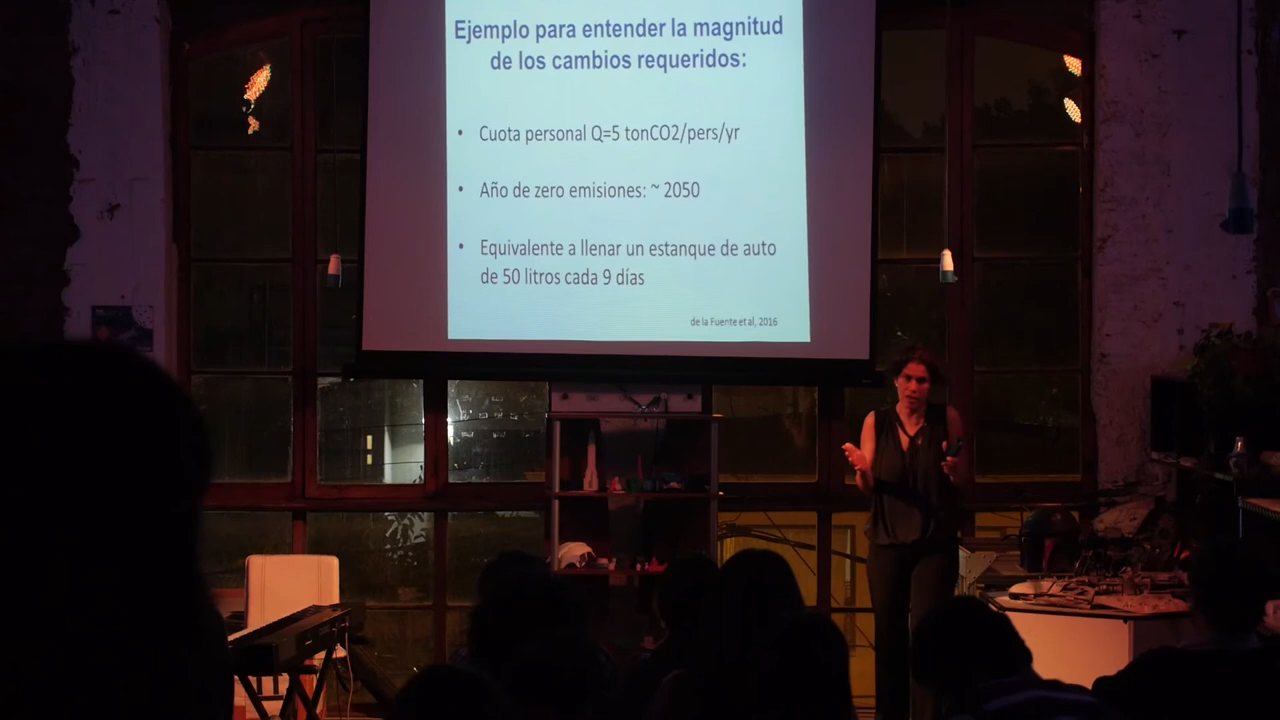 Ejemplo para entender la magnitud
de los cambios requeridos:
• Cuota personal Q=5 tonCO2/pers/yr
• Año de zero emisiones: ~ 2050
• Equivalente a llenar un estanque de auto
de 50 litros cada 9 días
de la Fuente et al, 2016